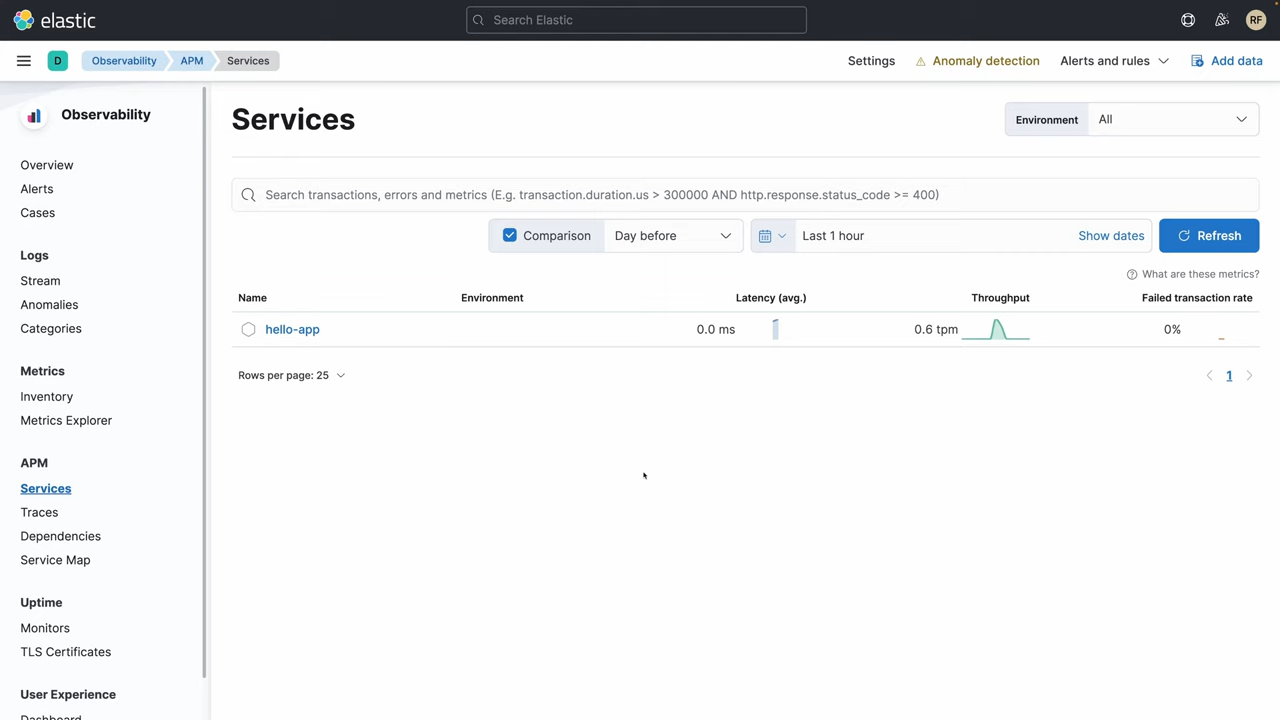 elastic
Search Elastic
RF
D
Observability
APM
Services
Settings
Anomaly detection
Alerts and rules
Add data
Observability
Overview
Alerts
Cases
Logs
Stream
Anomalies
Categories
Metrics
Inventory
Metrics Explorer
APM
Services
Traces
Dependencies
Service Map
Uptime
Monitors
TLS Certificates
User Experience
Dashboard
Services
Environment
All
Search transactions, errors and metrics (E.g. transaction.duration.us > 300000 AND http.response.status_code >= 400)
Comparison
Day before
Last 1 hour
Show dates
Refresh
What are these metrics?
Name Environment Latency (avg.) Throughput Failed transaction rate
hello-app 0.0 ms 0.6 tpm 0%
Rows per page: 25
1